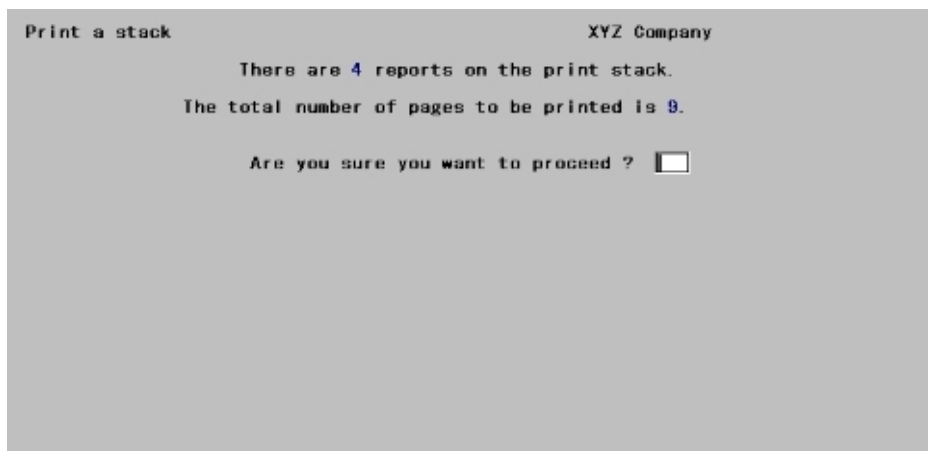 Print a stack XYZ Company
There are 4 reports on the print stack.
The total number of pages to be printed is 9.
Are you sure you want to proceed ?